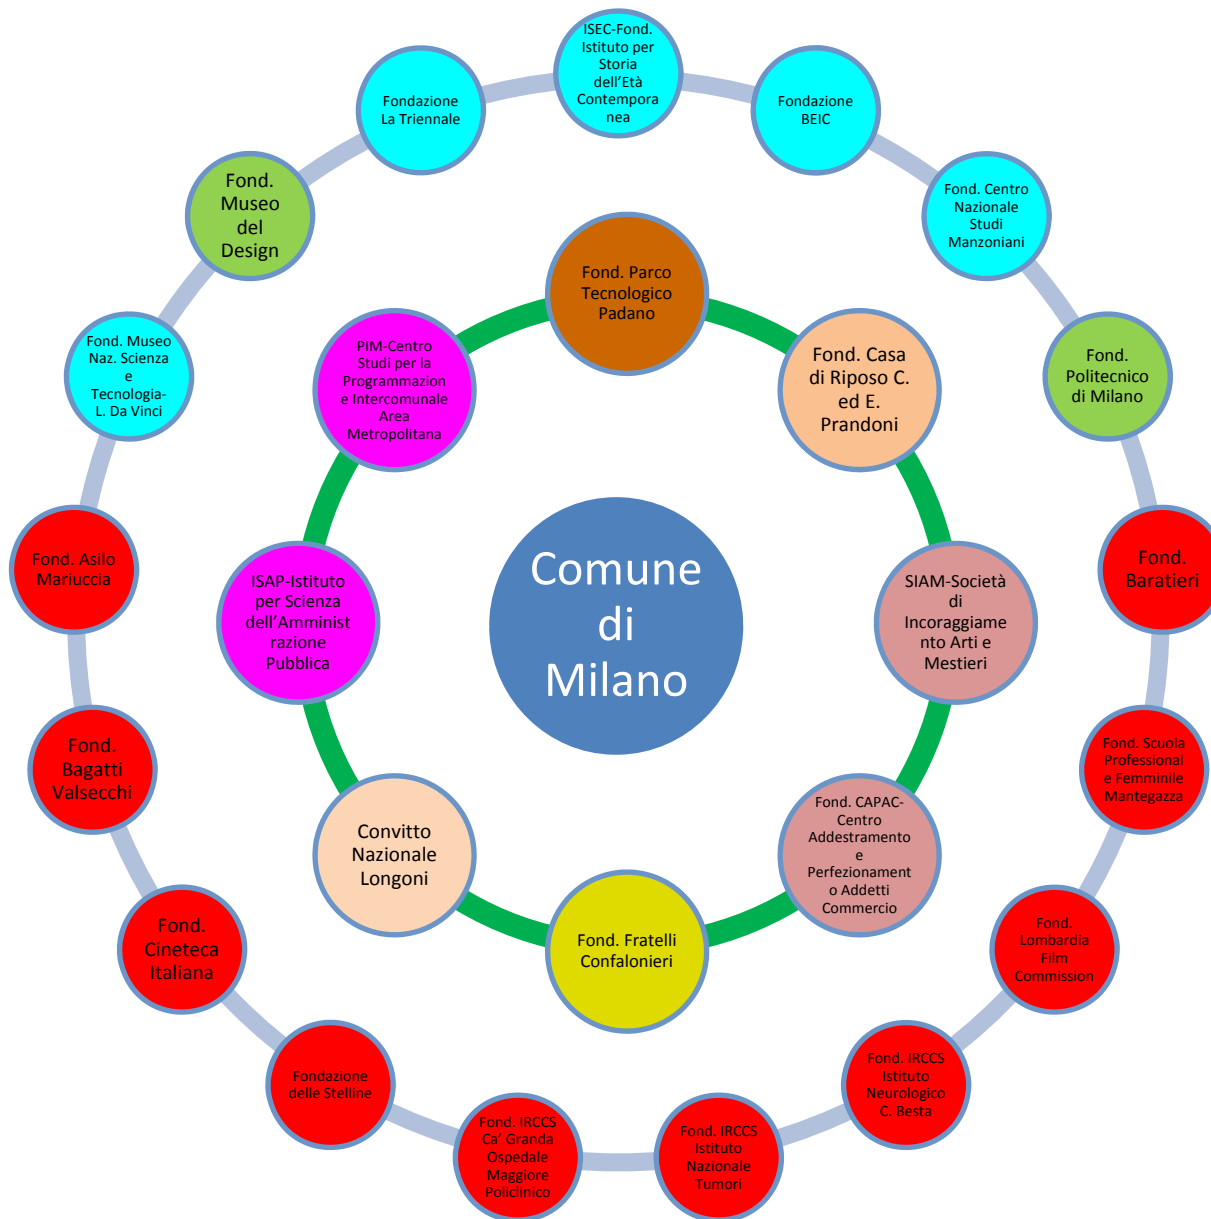 ISEC-Fond.
Istituto per
Storia
dell'Età
Contempora
nea
Fondazione
BEIC
Fond. Centro
Nazionale
Studi
Manzoniani
Fond.
Politecnico
di Milano
Fond.
Baratieri
Fond. Scuola
Professional
e Femminile
Mantegazza
Fond.
Lombardia
Film
Commission
Fond. IRCCS
Istituto
Neurologico
C. Besta
Fond. IRCCS
Istituto
Nazionale
Tumori
Fond. IRCCS
Ca' Granda
Ospedale
Maggiore
Policlinico
Fondazione
delle Stelline
Fond.
Cineteca
Italiana
Fond.
Bagatti
Valsecchi
Fond. Asilo
Mariuccia
Fond. Museo
Naz. Scienza
e
Tecnologia-
L. Da Vinci
Fond.
Museo
del
Design
Fondazione
La Triennale
Fond. Parco
Tecnologico
Padano
Fond. Casa
di Riposo C.
ed E.
Prandoni
SIAM-Società
di
Incoraggiame
nto Arti e
Mestieri
Fond. CAPAC-
Centro
Addestramento
e
Perfezionament
o Addetti
Commercio
Fond. Fratelli
Confalonieri
Convitto
Nazionale
Longoni
ISAP-Istituto
per Scienza
dell'Amminist
razione
Pubblica
PIM-Centro
Studi per la
Programmazion
e Intercomunale
Area
Metropolitana
Comune
di
Milano